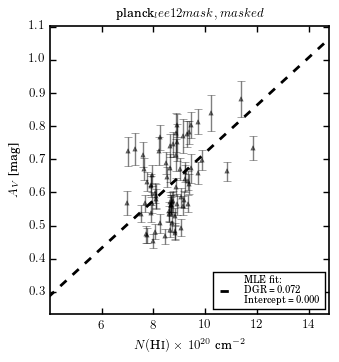 planck_lee12mask, masked
1.1
1.0
0.9
0.8
0.7
0.6
0.5
0.4
0.3
A_V [mag]
MLE fit:
DGR = 0.072
Intercept = 0.000
6 8 10 12 14
N(HI) × 10^20 cm^−2